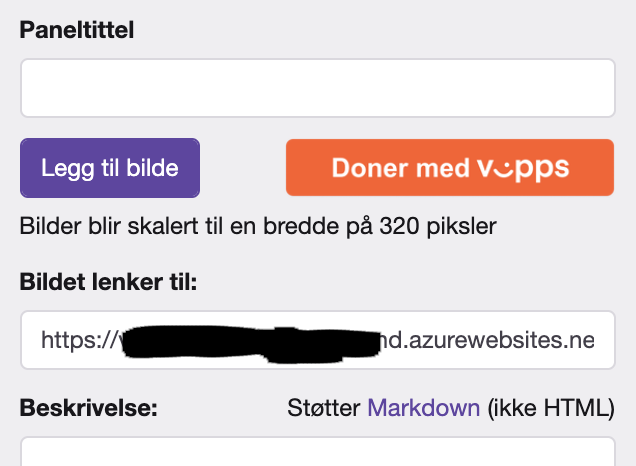 Paneltittel
Legg til bilde
Doner med vipps
Bilder blir skalert til en bredde på 320 piksler
Bildet lenker til:
https:// nd.azurewebsites.ne
Beskrivelse:
Støtter Markdown (ikke HTML)